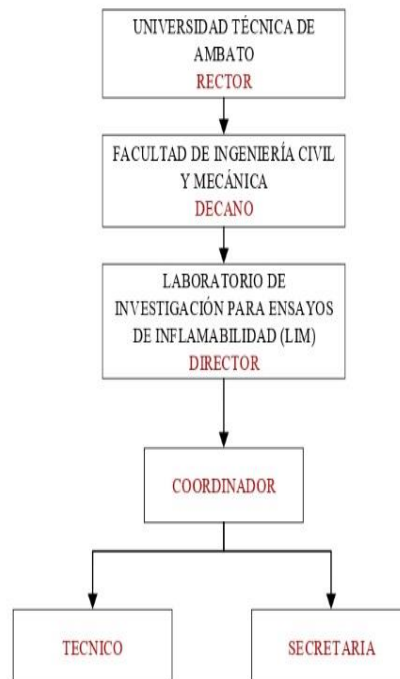 UNIVERSIDAD TÉCNICA DE
AMBATO
RECTOR
FACULTAD DE INGENIERÍA CIVIL
Y MECÁNICA
DECANO
LABORATORIO DE
INVESTIGACIÓN PARA ENSAYOS
DE INFLAMABILIDAD (LIM)
DIRECTOR
COORDINADOR
TECNICO
SECRETARIA